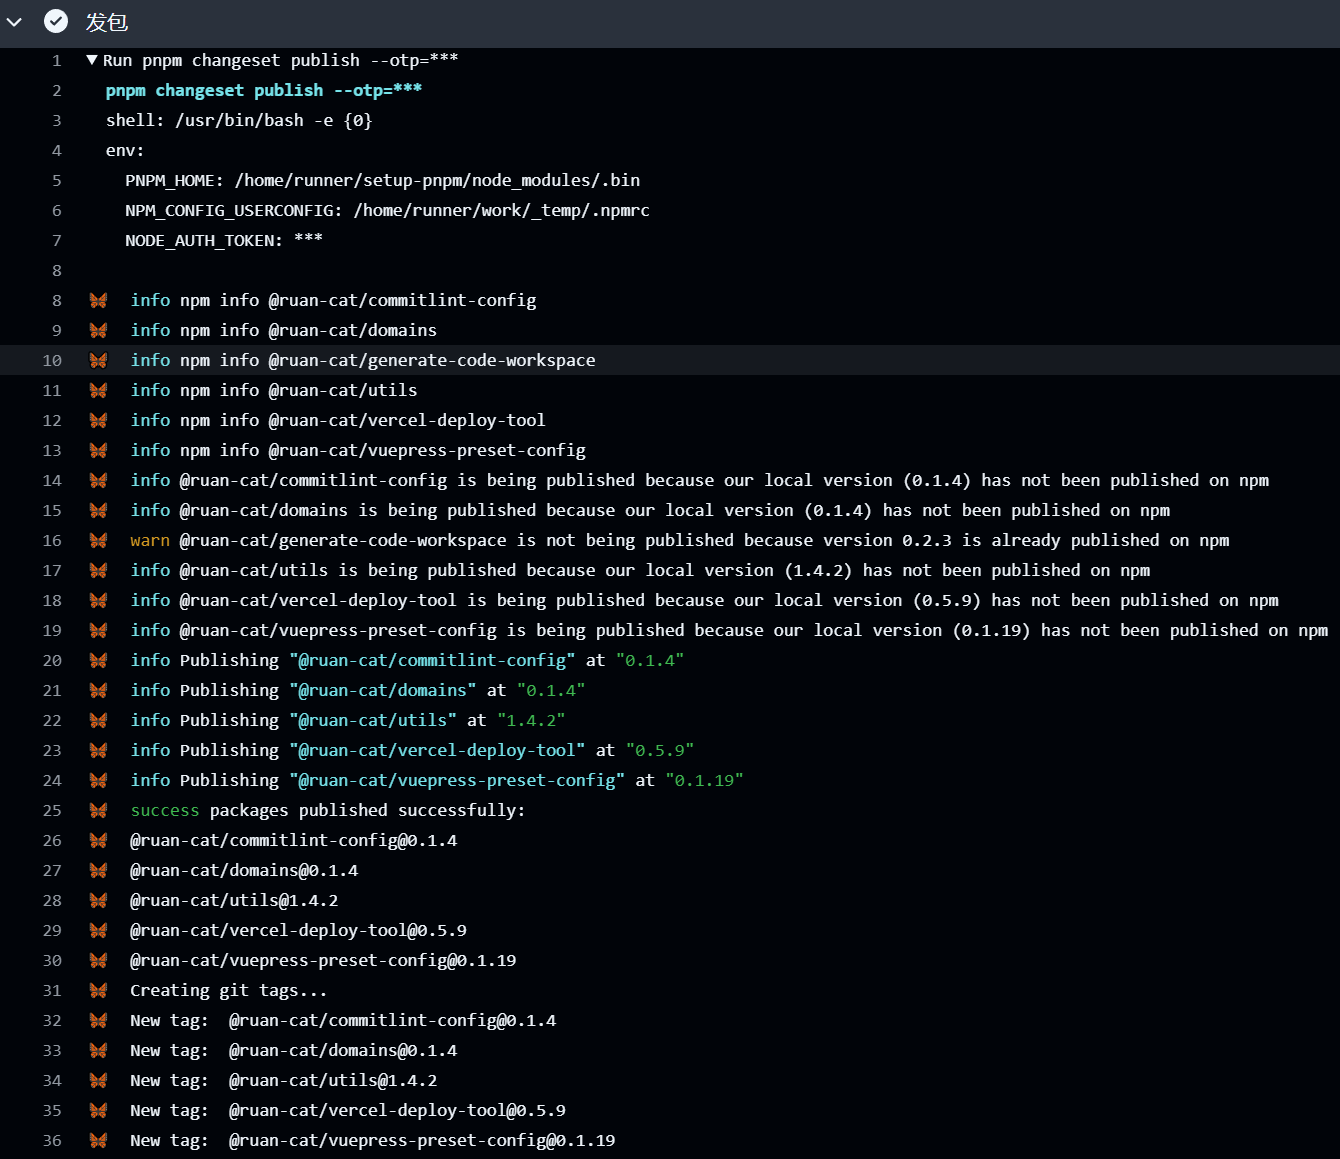 发包
1 ▼ Run pnpm changeset publish --otp=***
2 pnpm changeset publish --otp=***
3 shell: /usr/bin/bash -e {0}
4 env:
5 PNPM_HOME: /home/runner/setup-pnpm/node_modules/.bin
6 NPM_CONFIG_USERCONFIG: /home/runner/work/_temp/.npmrc
7 NODE_AUTH_TOKEN: ***
8
8 🦋 info npm info @ruan-cat/commitlint-config
9 🦋 info npm info @ruan-cat/domains
10 🦋 info npm info @ruan-cat/generate-code-workspace
11 🦋 info npm info @ruan-cat/utils
12 🦋 info npm info @ruan-cat/vercel-deploy-tool
13 🦋 info npm info @ruan-cat/vuepress-preset-config
14 🦋 info @ruan-cat/commitlint-config is being published because our local version (0.1.4) has not been published on npm
15 🦋 info @ruan-cat/domains is being published because our local version (0.1.4) has not been published on npm
16 🦋 warn @ruan-cat/generate-code-workspace is not being published because version 0.2.3 is already published on npm
17 🦋 info @ruan-cat/utils is being published because our local version (1.4.2) has not been published on npm
18 🦋 info @ruan-cat/vercel-deploy-tool is being published because our local version (0.5.9) has not been published on npm
19 🦋 info @ruan-cat/vuepress-preset-config is being published because our local version (0.1.19) has not been published on npm
20 🦋 info Publishing "@ruan-cat/commitlint-config" at "0.1.4"
21 🦋 info Publishing "@ruan-cat/domains" at "0.1.4"
22 🦋 info Publishing "@ruan-cat/utils" at "1.4.2"
23 🦋 info Publishing "@ruan-cat/vercel-deploy-tool" at "0.5.9"
24 🦋 info Publishing "@ruan-cat/vuepress-preset-config" at "0.1.19"
25 🦋 success packages published successfully:
26 🦋 @ruan-cat/commitlint-config@0.1.4
27 🦋 @ruan-cat/domains@0.1.4
28 🦋 @ruan-cat/utils@1.4.2
29 🦋 @ruan-cat/vercel-deploy-tool@0.5.9
30 🦋 @ruan-cat/vuepress-preset-config@0.1.19
31 🦋 Creating git tags...
32 🦋 New tag: @ruan-cat/commitlint-config@0.1.4
33 🦋 New tag: @ruan-cat/domains@0.1.4
34 🦋 New tag: @ruan-cat/utils@1.4.2
35 🦋 New tag: @ruan-cat/vercel-deploy-tool@0.5.9
36 🦋 New tag: @ruan-cat/vuepress-preset-config@0.1.19